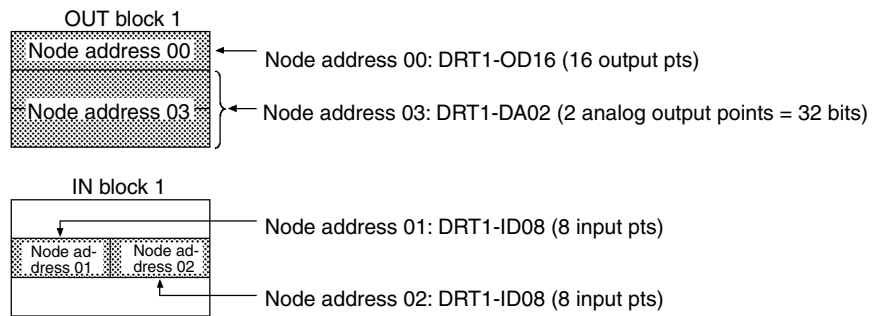 OUT block 1
Node address 00
Node address 00: DRT1-OD16 (16 output pts)
Node address 03
Node address 03: DRT1-DA02 (2 analog output points = 32 bits)
IN block 1
Node address 01: DRT1-ID08 (8 input pts)
Node ad-
dress 01
Node ad-
dress 02
Node address 02: DRT1-ID08 (8 input pts)